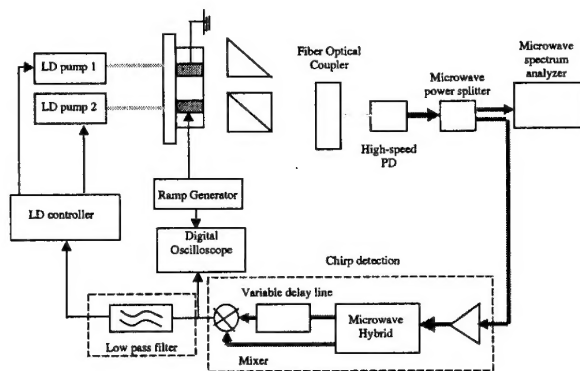 LD pump 1
LD pump 2
Fiber Optical
Coupler
Microwave
spectrum
analyzer
Microwave
power splitter
High-speed
PD
LD controller
Ramp Generator
Digital
Oscilloscope
Chirp detection
Variable delay line
Microwave
Hybrid
Low pass filter
Mixer